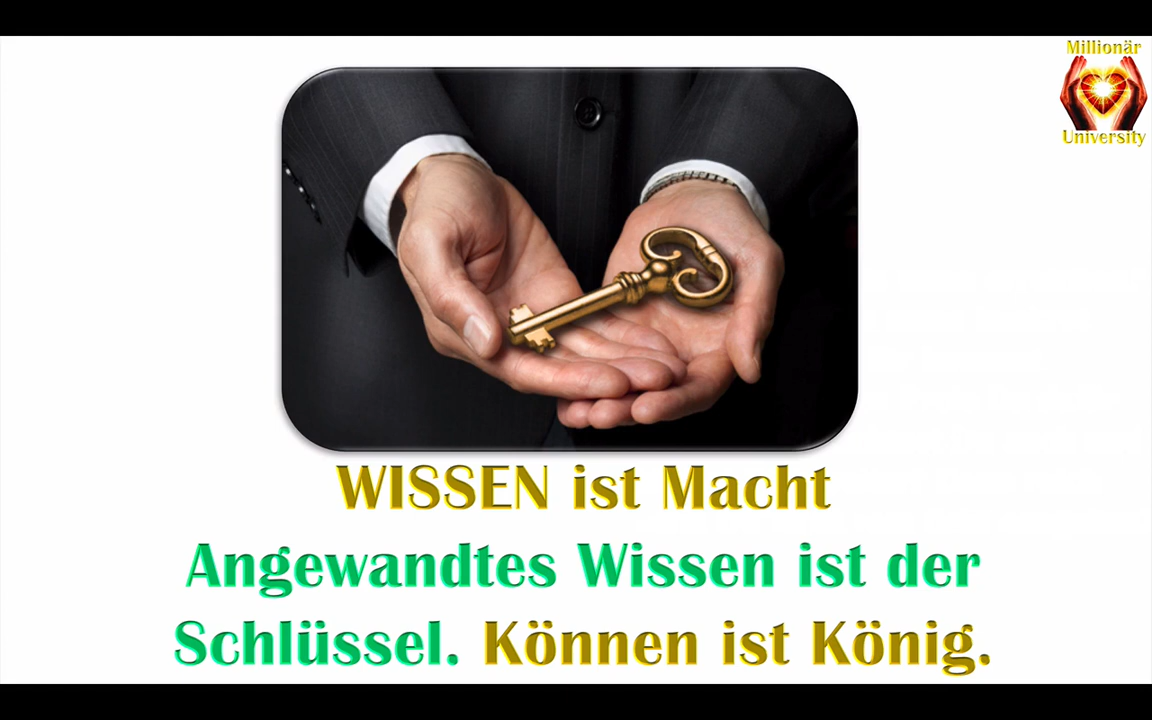 Millionär
University
WISSEN ist Macht
Angewandtes Wissen ist der
Schlüssel. Können ist König.